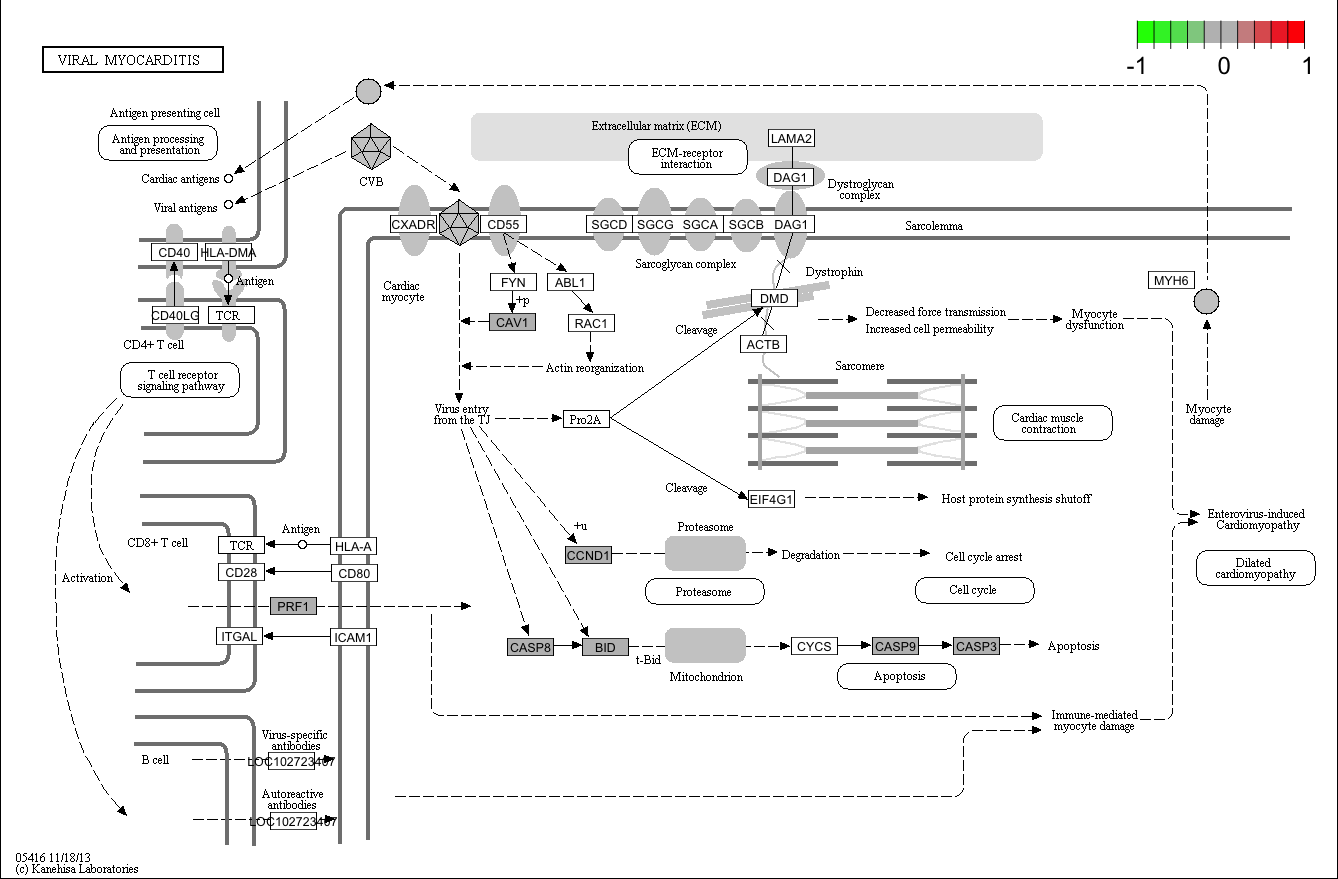 VIRAL MYOCARDITIS
-1 0 1
Antigen presenting cell
Antigen processing
and presentation
Cardiac antigens
Viral antigens
CVB
Extracellular matrix (ECM)
ECM-receptor
interaction
LAMA2
DAG1
Dystroglycan
complex
CXADR
CD55
SGCD
SGCG
SGCA
SGCB
DAG1
Sarcolemma
Sarcoglycan complex
CD40
HLA-DMA
Antigen
CD40LG
TCR
CD4+ T cell
T cell receptor
signaling pathway
Cardiac
myocyte
FYN
ABL1
+p
CAV1
RAC1
Actin reorganization
Dystrophin
DMD
Cleavage
ACTB
Decreased force transmission
Increased cell permeability
Myocyte
dysfunction
MYH6
Sarcomere
Virus entry
from the TJ
Pro2A
Cardiac muscle
contraction
Myocyte
damage
Cleavage
EIF4G1
Host protein synthesis shutoff
Enterovirus-induced
Cardiomyopathy
Dilated
cardiomyopathy
CD8+ T cell
TCR
Antigen
HLA-A
CD28
CD80
Activation
PRF1
ITGAL
ICAM1
+u
CCND1
Proteasome
Degradation
Cell cycle arrest
Proteasome
Cell cycle
CASP8
BID
t-Bid
Mitochondrion
CYCS
CASP9
CASP3
Apoptosis
Apoptosis
Immune-mediated
myocyte damage
Virus-specific
antibodies
B cell
LOC102723407
Autoreactive
antibodies
LOC102723407
05416 11/18/13
(c) Kanehisa Laboratories